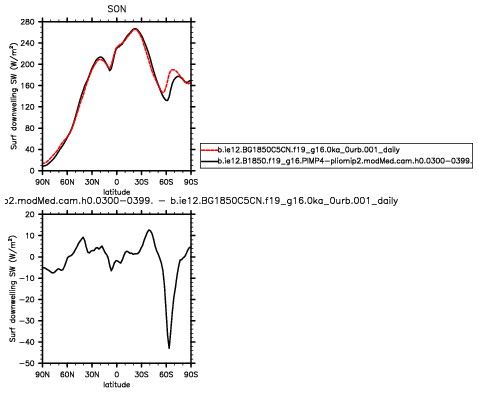 SON
280
240
200
160
120
80
40
0
Surf downwelling SW (W/m²)
90N 60N 30N 0 30S 60S 90S
latitude
b.ie12.BG1850C5CN.f19_g16.0ka_0urb.001_daily
b.ie12.B1850.f19_g16.PIMP4-pliomip2.modMed.cam.h0.0300-0399.
p2.modMed.cam.h0.0300-0399. - b.ie12.BG1850C5CN.f19_g16.0ka_0urb.001_daily
20
10
0
-10
-20
-30
-40
-50
Surf downwelling SW (W/m²)
90N 60N 30N 0 30S 60S 90S
latitude